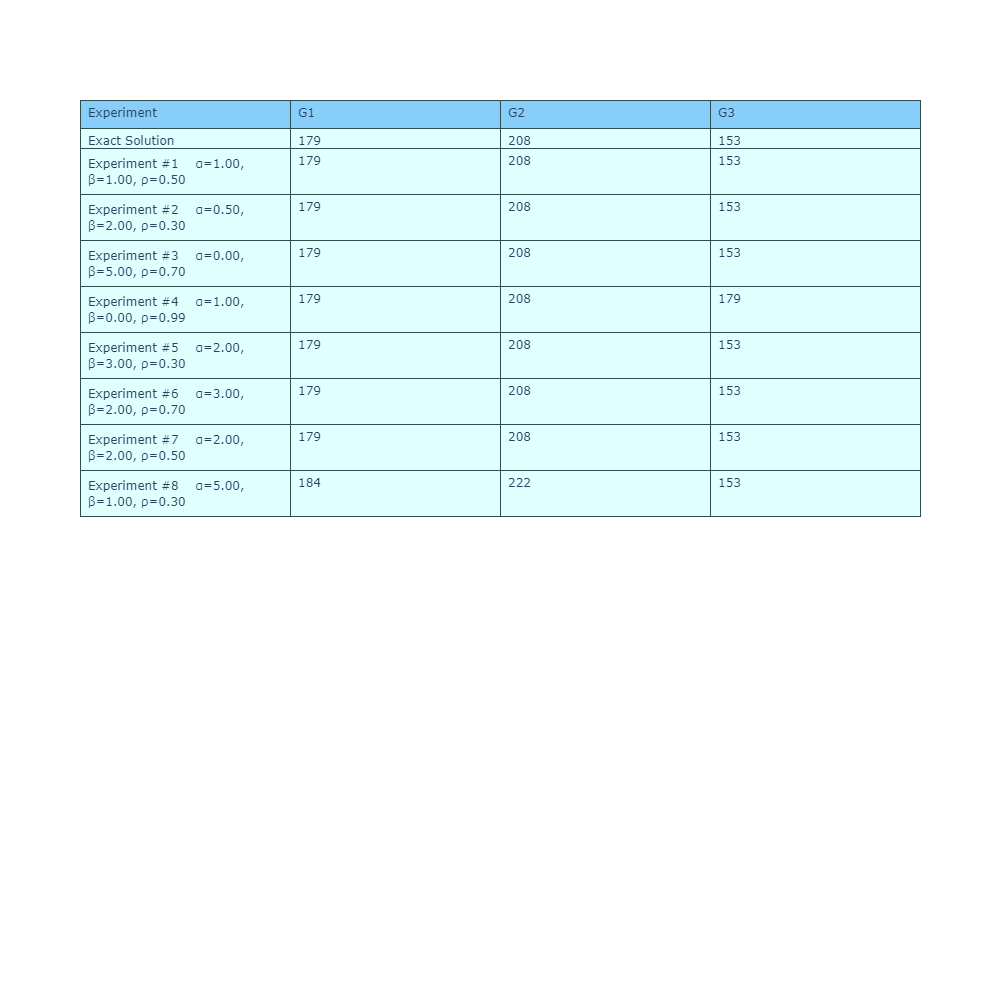 Experiment G1 G2 G3
Exact Solution 179 208 153
Experiment #1 α=1.00, 179 208 153
β=1.00, ρ=0.50
Experiment #2 α=0.50, 179 208 153
β=2.00, ρ=0.30
Experiment #3 α=0.00, 179 208 153
β=5.00, ρ=0.70
Experiment #4 α=1.00, 179 208 179
β=0.00, ρ=0.99
Experiment #5 α=2.00, 179 208 153
β=3.00, ρ=0.30
Experiment #6 α=3.00, 179 208 153
β=2.00, ρ=0.70
Experiment #7 α=2.00, 179 208 153
β=2.00, ρ=0.50
Experiment #8 α=5.00, 184 222 153
β=1.00, ρ=0.30